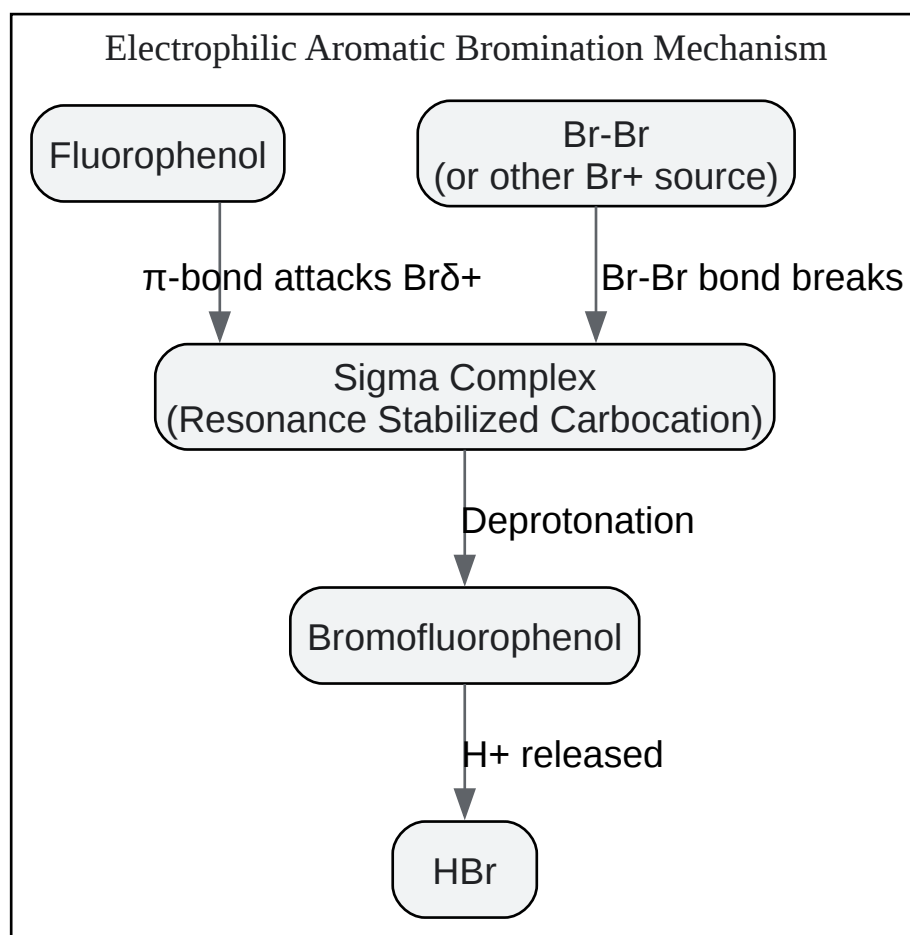 Electrophilic Aromatic Bromination Mechanism
Fluorophenol
Br-Br
(or other Br+ source)
π-bond attacks Brδ+
Br-Br bond breaks
Sigma Complex
(Resonance Stabilized Carbocation)
Deprotonation
Bromofluorophenol
H+ released
HBr